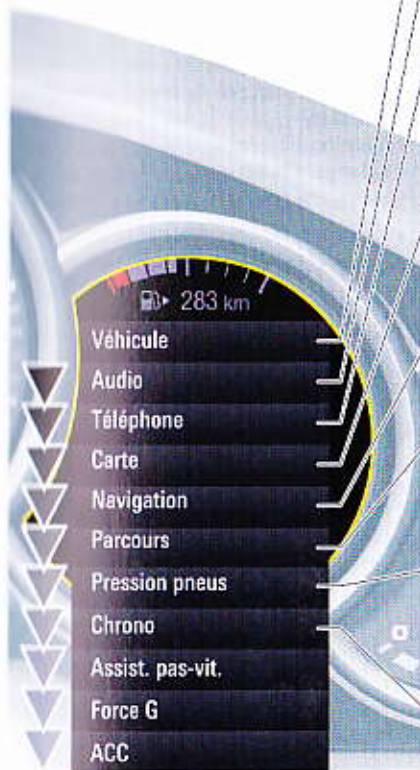 283 km
Véhicule
Audio
Téléphone
Carte
Navigation
Parcours
Pression pneus
Chrono
Assist. pas-vit.
Force G
ACC